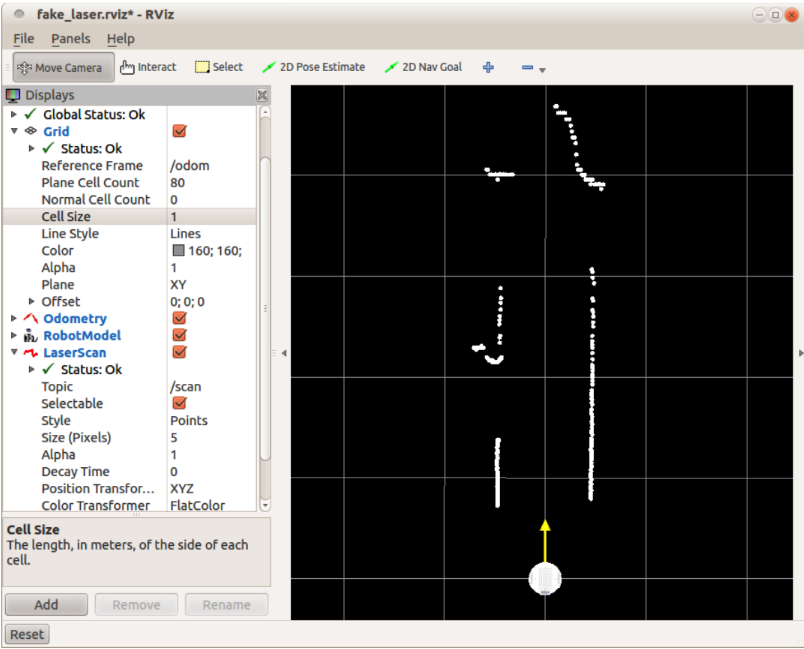 fake_laser.rviz* - RViz
File Panels Help
Move Camera Interact Select 2D Pose Estimate 2D Nav Goal
Displays
Global Status: Ok
Grid
Status: Ok
Reference Frame /odom
Plane Cell Count 80
Normal Cell Count 0
Cell Size 1
Line Style Lines
Color 160; 160;
Alpha 1
Plane XY
Offset 0; 0; 0
Odometry
RobotModel
LaserScan
Status: Ok
Topic /scan
Selectable
Style Points
Size (Pixels) 5
Alpha 1
Decay Time 0
Position Transfor... XYZ
Color Transformer FlatColor
Cell Size
The length, in meters, of the side of each
cell.
Add Remove Rename
Reset